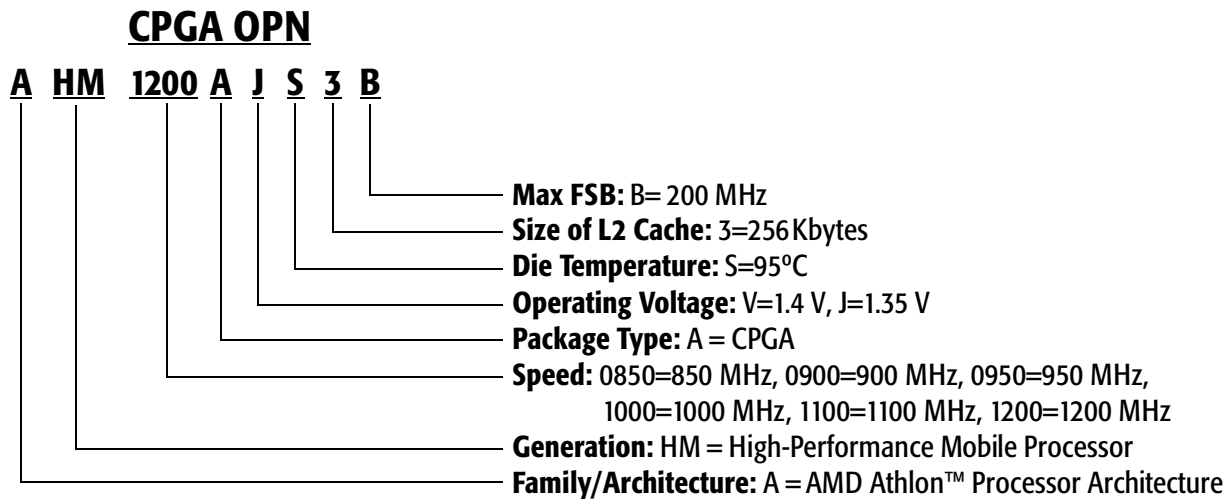 CPGA OPN
A HM 1200 A J S 3 B
Max FSB: B= 200 MHz
Size of L2 Cache: 3=256Kbytes
Die Temperature: S=95ºC
Operating Voltage: V=1.4 V, J=1.35 V
Package Type: A = CPGA
Speed: 0850=850 MHz, 0900=900 MHz, 0950=950 MHz,
1000=1000 MHz, 1100=1100 MHz, 1200=1200 MHz
Generation: HM = High-Performance Mobile Processor
Family/Architecture: A = AMD Athlon™ Processor Architecture